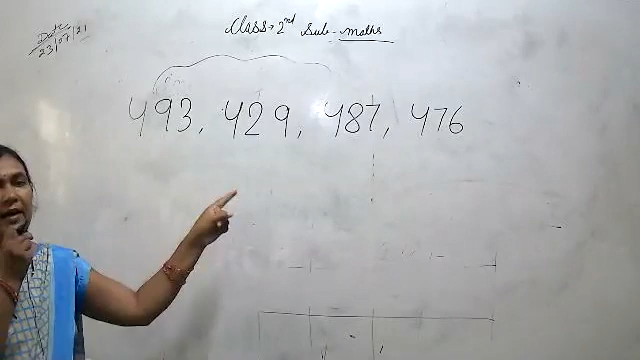 Date
23/07/21
Class → 2nd Sub - maths
493, 429, 487, 476